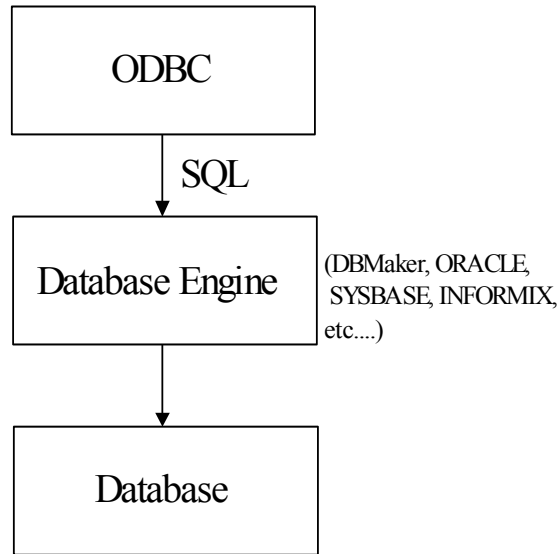 ODBC
SQL
Database Engine
(DBMaker, ORACLE,
SYSBASE, INFORMIX,
etc....)
Database